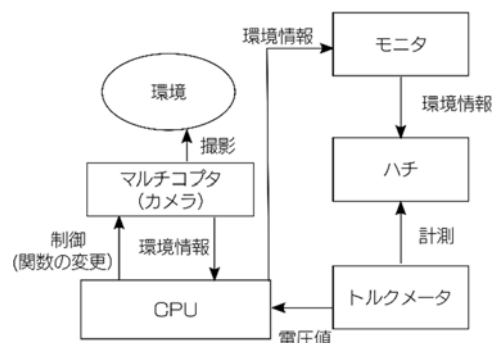 環境情報
モニタ
環境
環境情報
撮影
マルチコプタ
(カメラ)
ハチ
制御
(関数の変更)
環境情報
計測
CPU
トルクメータ
電圧値